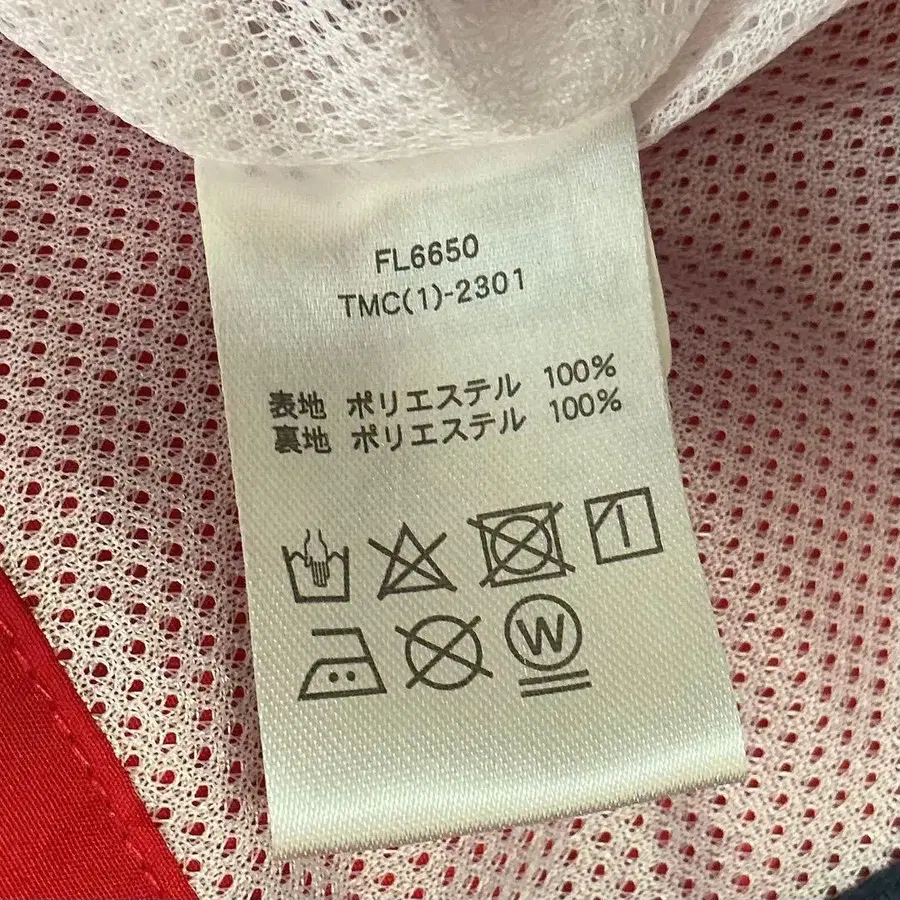 FL6650
TMC(1)-2301
表地 ポリエステル 100%
裏地 ポリエステル 100%
W